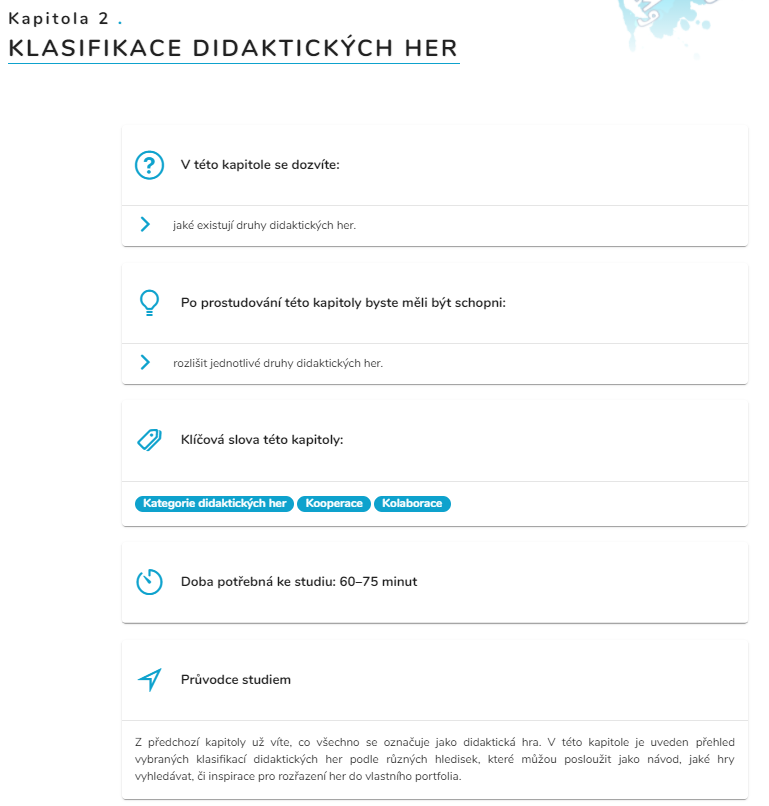 Kapitola 2 .
KLASIFIKACE DIDAKTICKÝCH HER
V této kapitole se dozvíte:
jaké existují druhy didaktických her.
Po prostudování této kapitoly byste měli být schopni:
rozlišit jednotlivé druhy didaktických her.
Klíčová slova této kapitoly:
Kategorie didaktických her Kooperace Kolaborace
Doba potřebná ke studiu: 60–75 minut
Průvodce studiem
Z předchozí kapitoly už víte, co všechno se označuje jako didaktická hra. V této kapitole je uveden přehled
vybraných klasifikací didaktických her podle různých hledisek, které můžou posloužit jako návod, jaké hry
vyhledávat, či inspirace pro rozřazení her do vlastního portfolia.